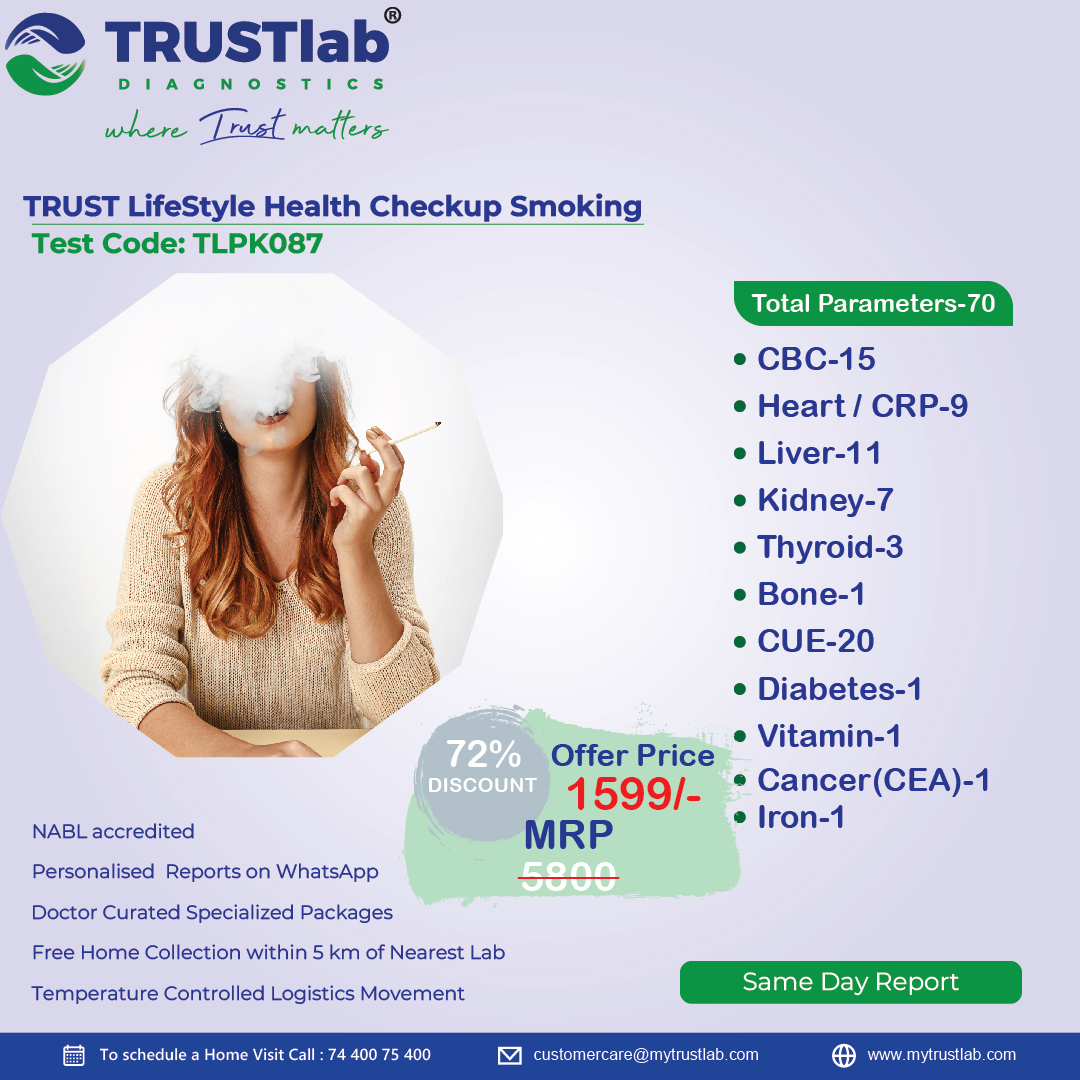 TRUSTlab®
DIAGNOSTICS
where Trust matters
TRUST LifeStyle Health Checkup Smoking
Test Code: TLPK087
Total Parameters-70
• CBC-15
• Heart / CRP-9
• Liver-11
• Kidney-7
• Thyroid-3
• Bone-1
• CUE-20
• Diabetes-1
• Vitamin-1
• Cancer(CEA)-1
• Iron-1
72%
DISCOUNT
Offer Price
1599/-
MRP
5800
NABL accredited
Personalised Reports on WhatsApp
Doctor Curated Specialized Packages
Free Home Collection within 5 km of Nearest Lab
Temperature Controlled Logistics Movement
Same Day Report
To schedule a Home Visit Call : 74 400 75 400
customercare@mytrustlab.com
www.mytrustlab.com